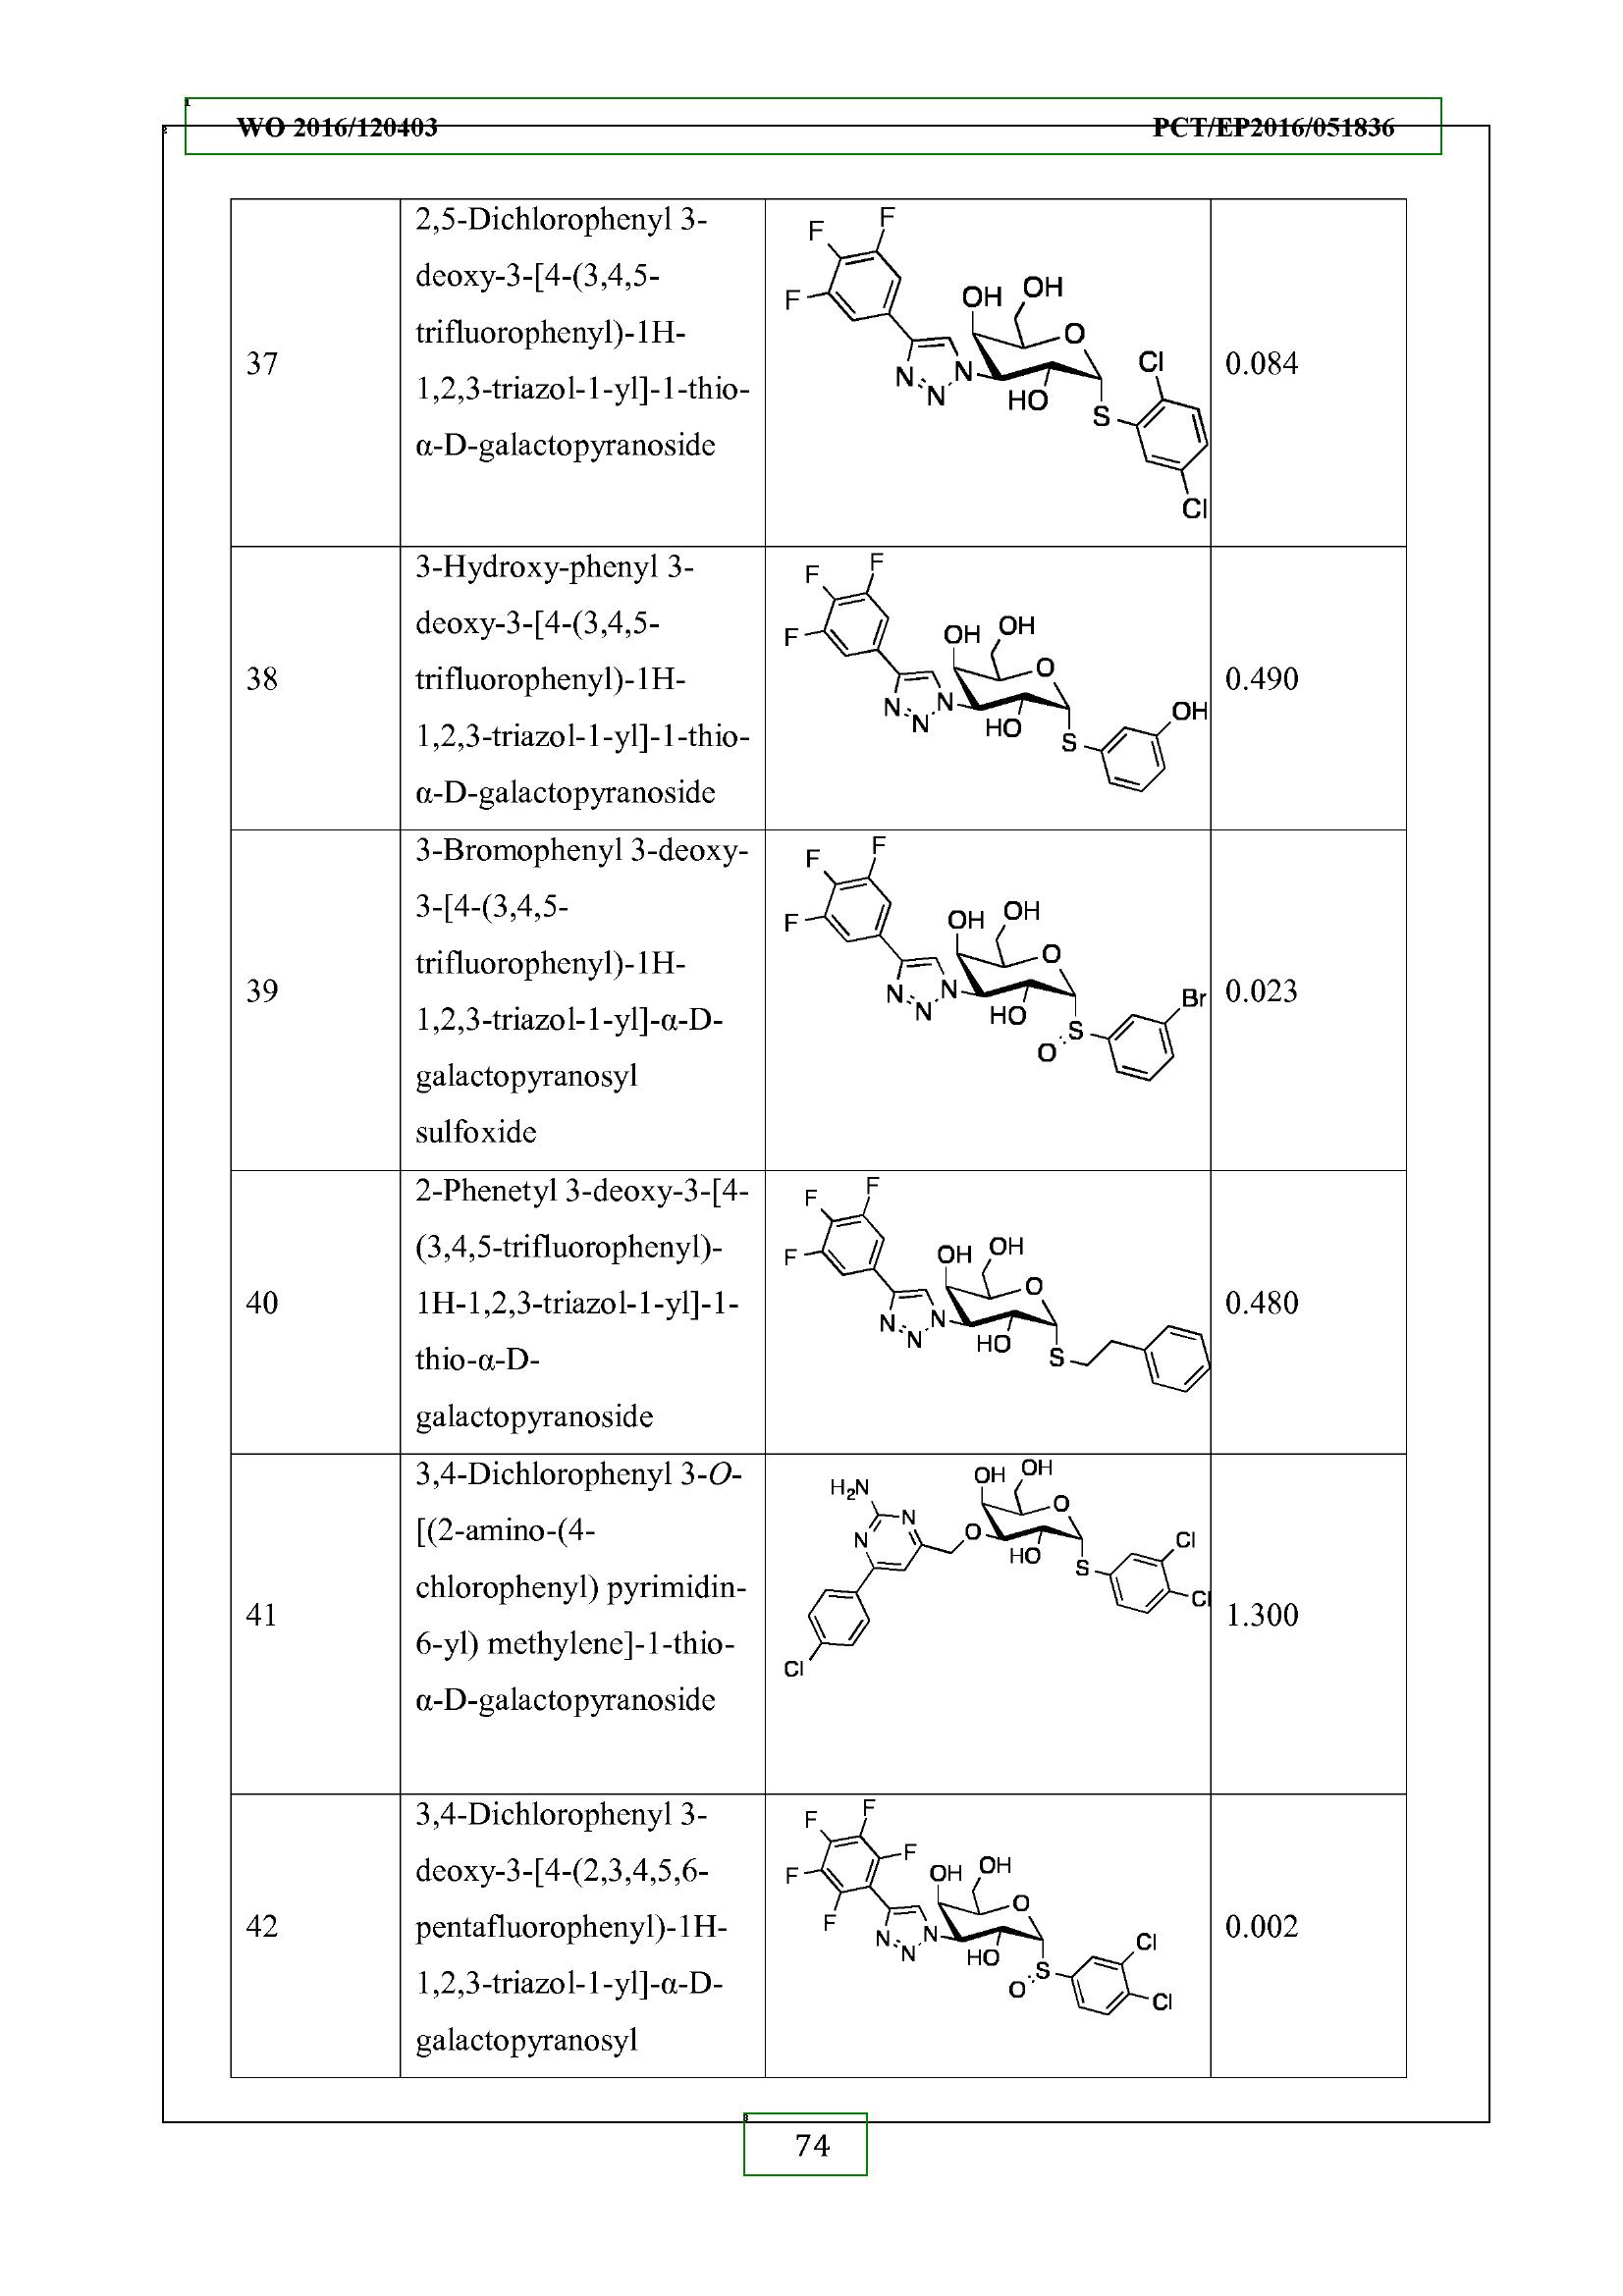 WO 2016/120403 PCT/EP2016/051836
37
2,5-Dichlorophenyl 3-
deoxy-3-[4-(3,4,5-
trifluorophenyl)-1H-
1,2,3-triazol-1-yl]-1-thio-
α-D-galactopyranoside
F
F
F
OH
OH
O
N
N
N
HO
S
Cl
Cl
0.084
38
3-Hydroxy-phenyl 3-
deoxy-3-[4-(3,4,5-
trifluorophenyl)-1H-
1,2,3-triazol-1-yl]-1-thio-
α-D-galactopyranoside
F
F
F
OH
OH
O
N
N
N
HO
S
OH
0.490
39
3-Bromophenyl 3-deoxy-
3-[4-(3,4,5-
trifluorophenyl)-1H-
1,2,3-triazol-1-yl]-α-D-
galactopyranosyl
sulfoxide
F
F
F
OH
OH
O
N
N
N
HO
S
O
Br
0.023
40
2-Phenetyl 3-deoxy-3-[4-
(3,4,5-trifluorophenyl)-
1H-1,2,3-triazol-1-yl]-1-
thio-α-D-
galactopyranoside
F
F
F
OH
OH
O
N
N
N
HO
S
0.480
41
3,4-Dichlorophenyl 3-O-
[(2-amino-(4-
chlorophenyl) pyrimidin-
6-yl) methylene]-1-thio-
α-D-galactopyranoside
H2N
N
N
O
OH
OH
O
HO
S
Cl
Cl
Cl
1.300
42
3,4-Dichlorophenyl 3-
deoxy-3-[4-(2,3,4,5,6-
pentafluorophenyl)-1H-
1,2,3-triazol-1-yl]-α-D-
galactopyranosyl
F
F
F
F
F
OH
OH
O
N
N
N
HO
S
O
Cl
Cl
0.002
74